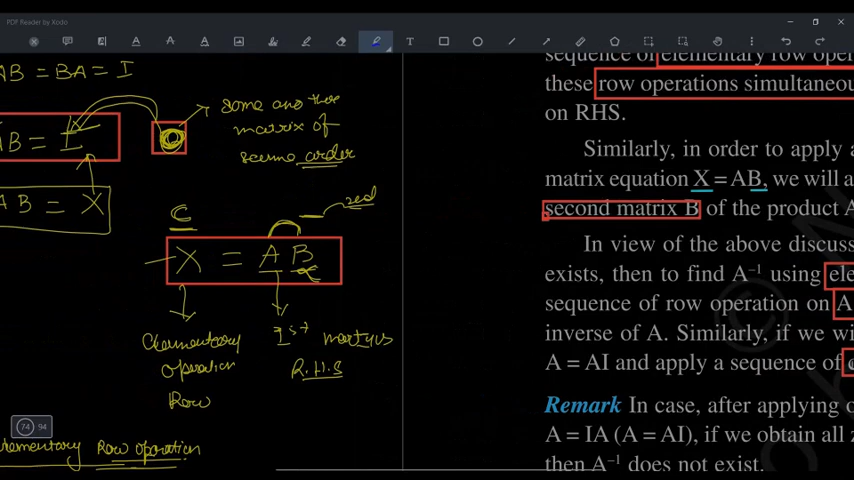 PDF Reader by Xodo
AB = BA = I
AB = I
some another
matrix of
same order
AB = X
C
2nd
X = A B
elementary
operation
Row
Ist matrix
R.H.S
74 94
elementary Row operation
sequence of elementary row oper
these row operations simultaneou
on RHS.
Similarly, in order to apply a
matrix equation X = AB, we will a
second matrix B of the product A
In view of the above discuss
exists, then to find A⁻¹ using ele
sequence of row operation on A
inverse of A. Similarly, if we wi
A = AI and apply a sequence of c
Remark In case, after applying o
A = IA (A = AI), if we obtain all z
then A⁻¹ does not exist.